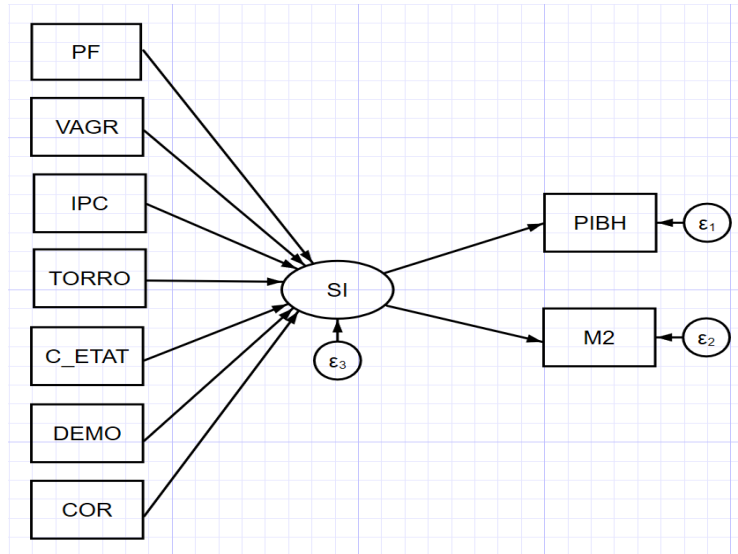 PF
VAGR
IPC
TORRO
C_ETAT
DEMO
COR
SI
ε₃
PIBH
ε₁
M2
ε₂